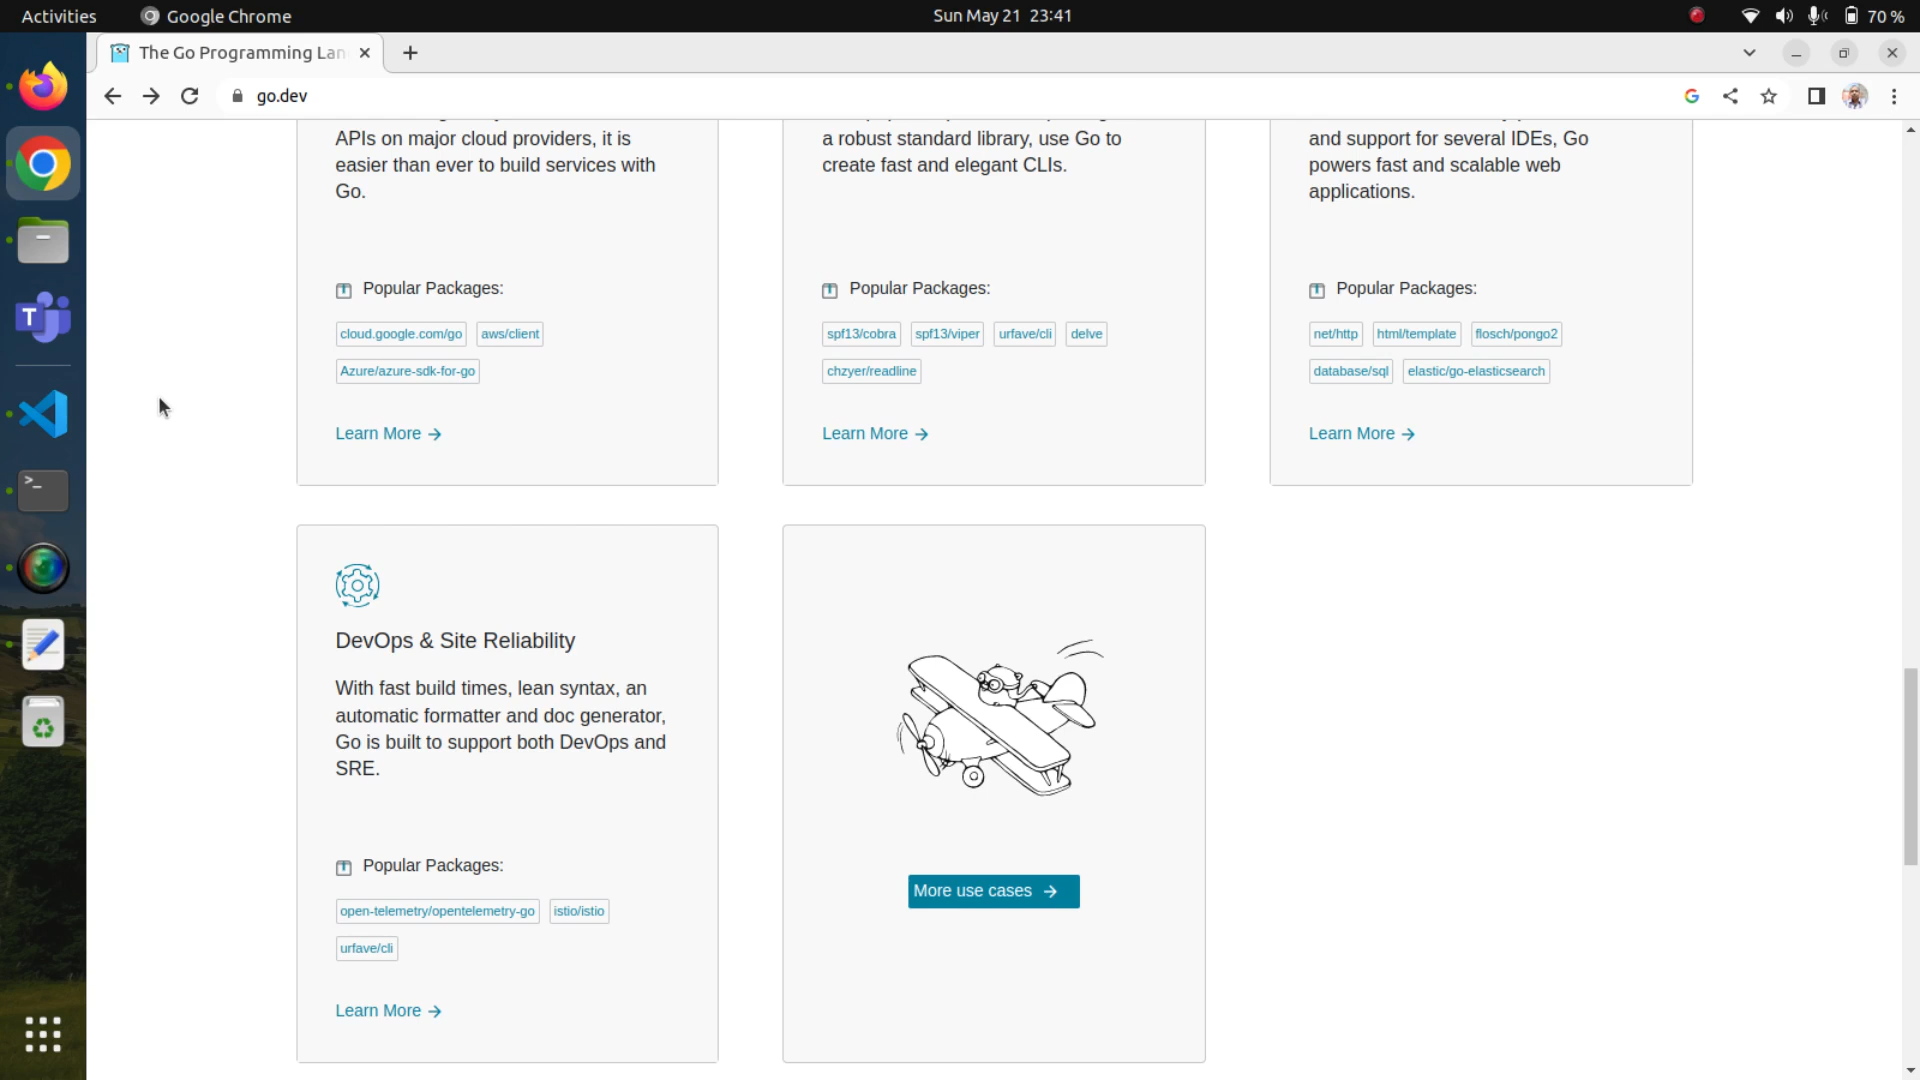 Activities
Google Chrome
Sun May 21 23:41
70 %
The Go Programming Lan
go.dev
APIs on major cloud providers, it is
easier than ever to build services with
Go.
Popular Packages:
cloud.google.com/go
aws/client
Azure/azure-sdk-for-go
Learn More →
a robust standard library, use Go to
create fast and elegant CLIs.
Popular Packages:
spf13/cobra
spf13/viper
urfave/cli
delve
chzyer/readline
Learn More →
and support for several IDEs, Go
powers fast and scalable web
applications.
Popular Packages:
net/http
html/template
flosch/pongo2
database/sql
elastic/go-elasticsearch
Learn More →
DevOps & Site Reliability
With fast build times, lean syntax, an
automatic formatter and doc generator,
Go is built to support both DevOps and
SRE.
Popular Packages:
open-telemetry/opentelemetry-go
istio/istio
urfave/cli
Learn More →
More use cases →